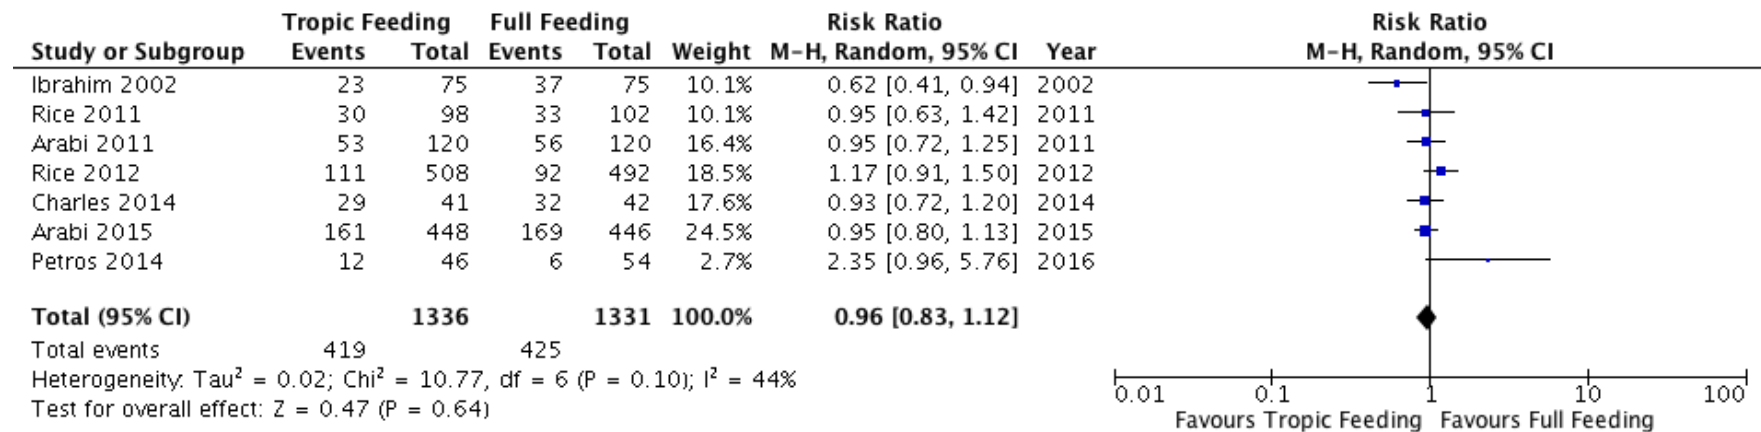 Tropic Feeding Full Feeding Risk Ratio Risk Ratio
Study or Subgroup Events Total Events Total Weight M-H, Random, 95% CI Year M-H, Random, 95% CI
Ibrahim 2002 23 75 37 75 10.1% 0.62 [0.41, 0.94] 2002
Rice 2011 30 98 33 102 10.1% 0.95 [0.63, 1.42] 2011
Arabi 2011 53 120 56 120 16.4% 0.95 [0.72, 1.25] 2011
Rice 2012 111 508 92 492 18.5% 1.17 [0.91, 1.50] 2012
Charles 2014 29 41 32 42 17.6% 0.93 [0.72, 1.20] 2014
Arabi 2015 161 448 169 446 24.5% 0.95 [0.80, 1.13] 2015
Petros 2014 12 46 6 54 2.7% 2.35 [0.96, 5.76] 2016
Total (95% CI) 1336 1331 100.0% 0.96 [0.83, 1.12]
Total events 419 425
Heterogeneity: Tau² = 0.02; Chi² = 10.77, df = 6 (P = 0.10); I² = 44%
Test for overall effect: Z = 0.47 (P = 0.64)
0.01 0.1 1 10 100
Favours Tropic Feeding Favours Full Feeding